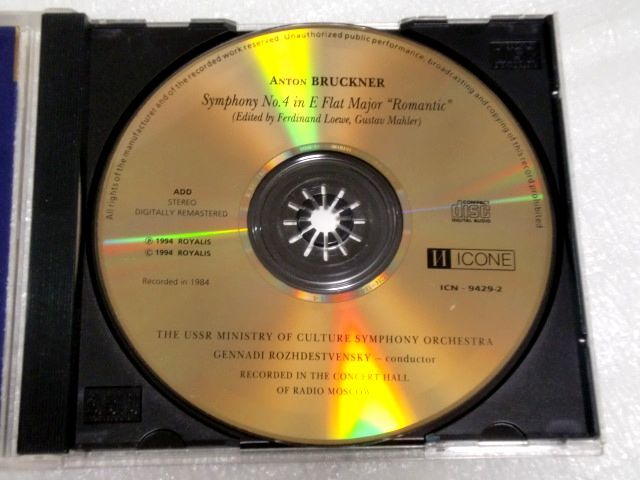 All rights of the manufacturer and of the recorded work reserved. Unauthorized public performance, broadcasting and copying of this record prohibited
ANTON BRUCKNER
Symphony No.4 in E Flat Major "Romantic"
(Edited by Ferdinand Loewe, Gustav Mahler)
ADD
STEREO
DIGITALLY REMASTERED
℗ 1994 ROYALIS
© 1994 ROYALIS
Recorded in 1984
COMPACT
disc
DIGITAL AUDIO
И ICONE
ICN - 9429-2
THE USSR MINISTRY OF CULTURE SYMPHONY ORCHESTRA
GENNADI ROZHDESTVENSKY – conductor
RECORDED IN THE CONCERT HALL
OF RADIO MOSCOW